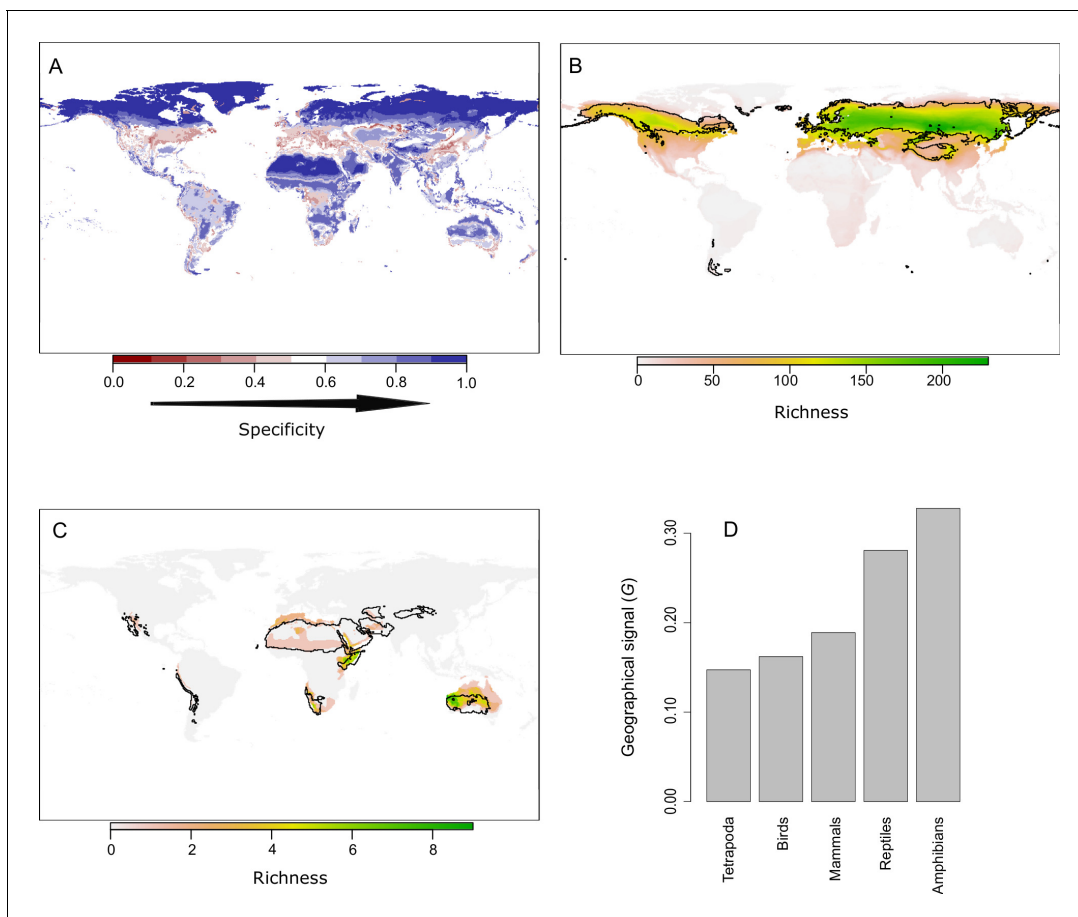 A
0.0 0.2 0.4 0.6 0.8 1.0
Specificity
B
0 50 100 150 200
Richness
C
0 2 4 6 8
Richness
D
Geographical signal (G)
0.30
0.20
0.10
0.00
Tetrapoda
Birds
Mammals
Reptiles
Amphibians